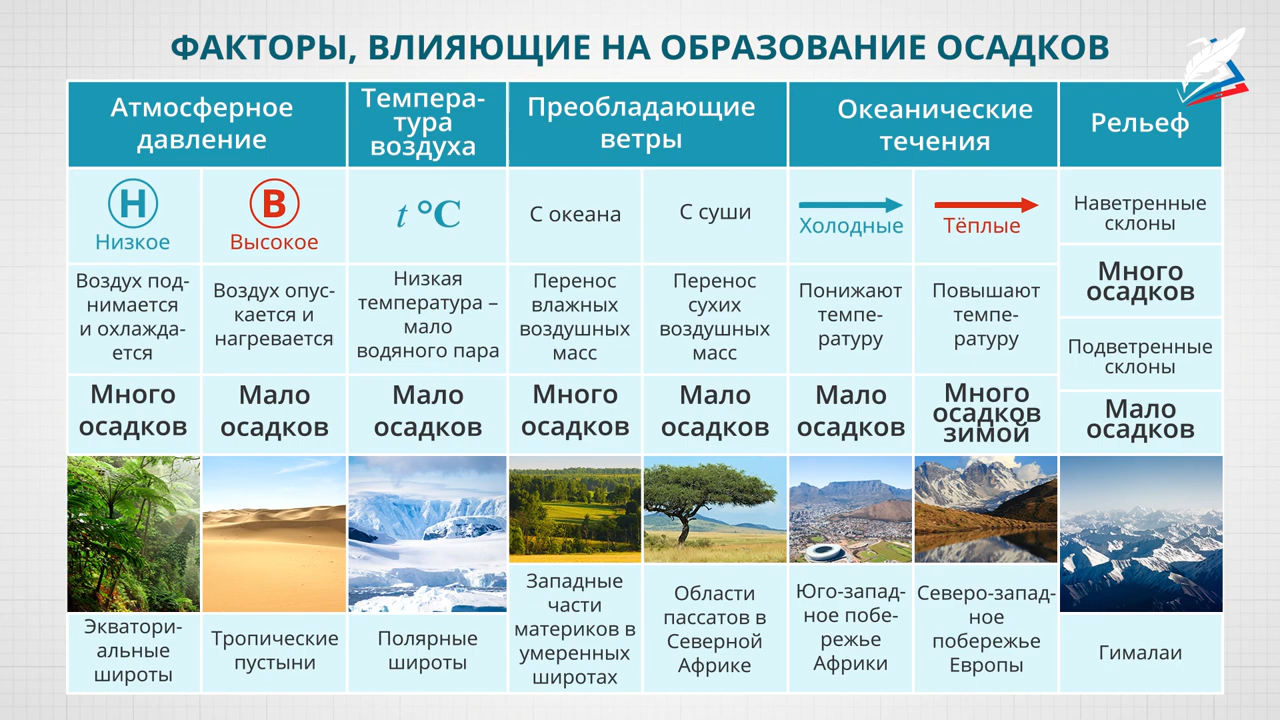 ФАКТОРЫ, ВЛИЯЮЩИЕ НА ОБРАЗОВАНИЕ ОСАДКОВ
Атмосферное
давление
Темпера-
тура
воздуха
Преобладающие
ветры
Океанические
течения
Рельеф
Н
Низкое
В
Высокое
t °C
С океана
С суши
Холодные
Тёплые
Наветренные
склоны
Воздух под-
нимается
и охлажда-
ется
Воздух опус-
кается и
нагревается
Низкая
температура –
мало
водяного пара
Перенос
влажных
воздушных
масс
Перенос
сухих
воздушных
масс
Понижают
темпе-
ратуру
Повышают
темпе-
ратуру
Много
осадков
Подветренные
склоны
Много
осадков
Мало
осадков
Мало
осадков
Много
осадков
Мало
осадков
Мало
осадков
Много
осадков
зимой
Мало
осадков
Экватори-
альные
широты
Тропические
пустыни
Полярные
широты
Западные
части
материков в
умеренных
широтах
Области
пассатов в
Северной
Африке
Юго-запад-
ное побе-
режье
Африки
Северо-запад-
ное
побережье
Европы
Гималаи